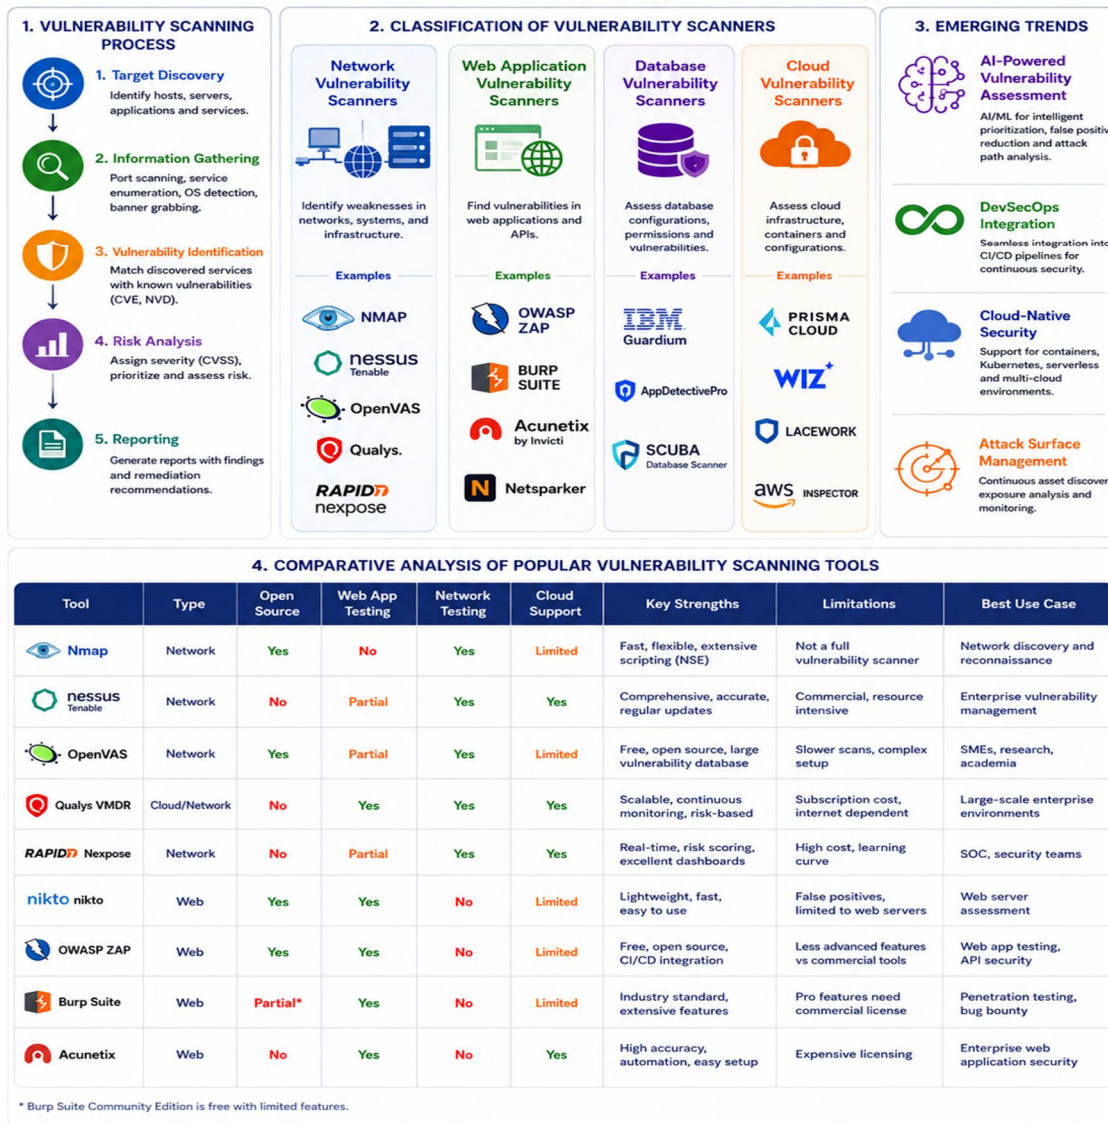 1. VULNERABILITY SCANNING
PROCESS
1. Target Discovery
Identify hosts, servers,
applications and services.
2. Information Gathering
Port scanning, service
enumeration, OS detection,
banner grabbing.
3. Vulnerability Identification
Match discovered services
with known vulnerabilities
(CVE, NVD).
4. Risk Analysis
Assign severity (CVSS),
prioritize and assess risk.
5. Reporting
Generate reports with findings
and remediation
recommendations.
2. CLASSIFICATION OF VULNERABILITY SCANNERS
Network
Vulnerability
Scanners
Identify weaknesses in
networks, systems, and
infrastructure.
Examples
NMAP
nessus
Tenable
OpenVAS
Qualys.
RAPID7
nexpose
Web Application
Vulnerability
Scanners
Find vulnerabilities in
web applications and
APIs.
Examples
OWASP
ZAP
BURP
SUITE
Acunetix
by Invicti
N Netsparker
Database
Vulnerability
Scanners
Assess database
configurations,
permissions and
vulnerabilities.
Examples
IBM
Guardium
AppDetectivePro
SCUBA
Database Scanner
Cloud
Vulnerability
Scanners
Assess cloud
infrastructure,
containers and
configurations.
Examples
PRISMA
CLOUD
WIZ
LACEWORK
aws INSPECTOR
3. EMERGING TRENDS
AI-Powered
Vulnerability
Assessment
AI/ML for intelligent
prioritization, false positiv
reduction and attack
path analysis.
DevSecOps
Integration
Seamless integration into
CI/CD pipelines for
continuous security.
Cloud-Native
Security
Support for containers,
Kubernetes, serverless
and multi-cloud
environments.
Attack Surface
Management
Continuous asset discover
exposure analysis and
monitoring.
4. COMPARATIVE ANALYSIS OF POPULAR VULNERABILITY SCANNING TOOLS
Tool Type Open Source Web App Testing Network Testing Cloud Support Key Strengths Limitations Best Use Case
Nmap Network Yes No Yes Limited Fast, flexible, extensive scripting (NSE) Not a full vulnerability scanner Network discovery and reconnaissance
nessus Tenable Network No Partial Yes Yes Comprehensive, accurate, regular updates Commercial, resource intensive Enterprise vulnerability management
OpenVAS Network Yes Partial Yes Limited Free, open source, large vulnerability database Slower scans, complex setup SMEs, research, academia
Qualys VMDR Cloud/Network No Yes Yes Yes Scalable, continuous monitoring, risk-based Subscription cost, internet dependent Large-scale enterprise environments
RAPID7 Nexpose Network No Partial Yes Yes Real-time, risk scoring, excellent dashboards High cost, learning curve SOC, security teams
nikto nikto Web Yes Yes No Limited Lightweight, fast, easy to use False positives, limited to web servers Web server assessment
OWASP ZAP Web Yes Yes No Limited Free, open source, CI/CD integration Less advanced features vs commercial tools Web app testing, API security
Burp Suite Web Partial* Yes No Limited Industry standard, extensive features Pro features need commercial license Penetration testing, bug bounty
Acunetix Web No Yes No Yes High accuracy, automation, easy setup Expensive licensing Enterprise web application security
* Burp Suite Community Edition is free with limited features.